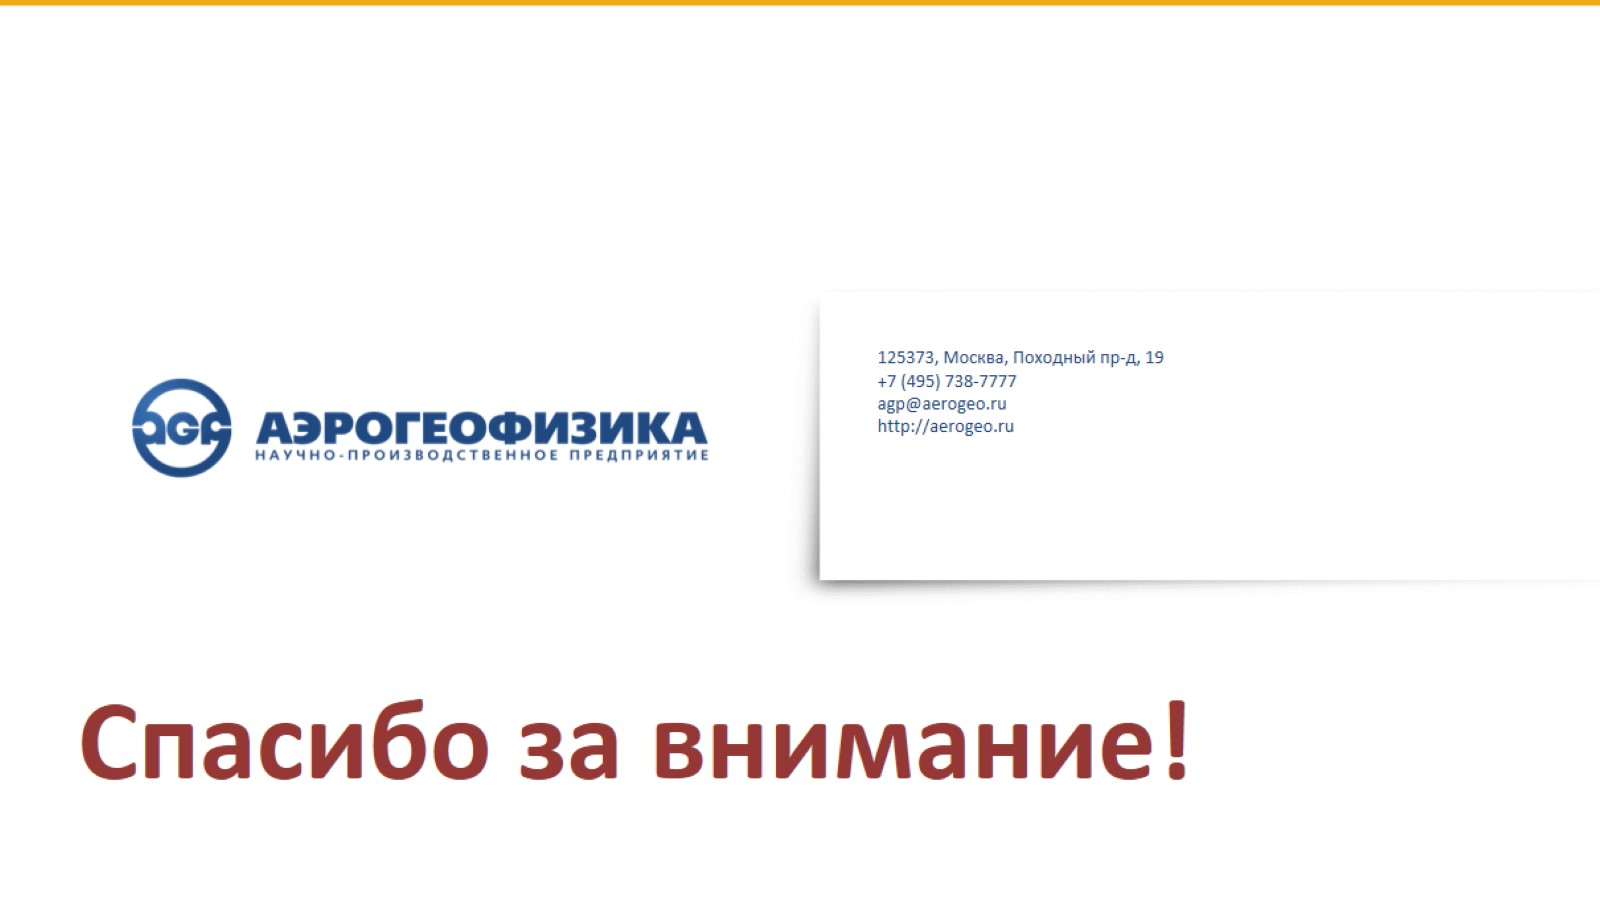 aGp
АЭРОГЕОФИЗИКА
НАУЧНО-ПРОИЗВОДСТВЕННОЕ ПРЕДПРИЯТИЕ
125373, Москва, Походный пр-д, 19
+7 (495) 738-7777
agp@aerogeo.ru
http://aerogeo.ru
Спасибо за внимание!